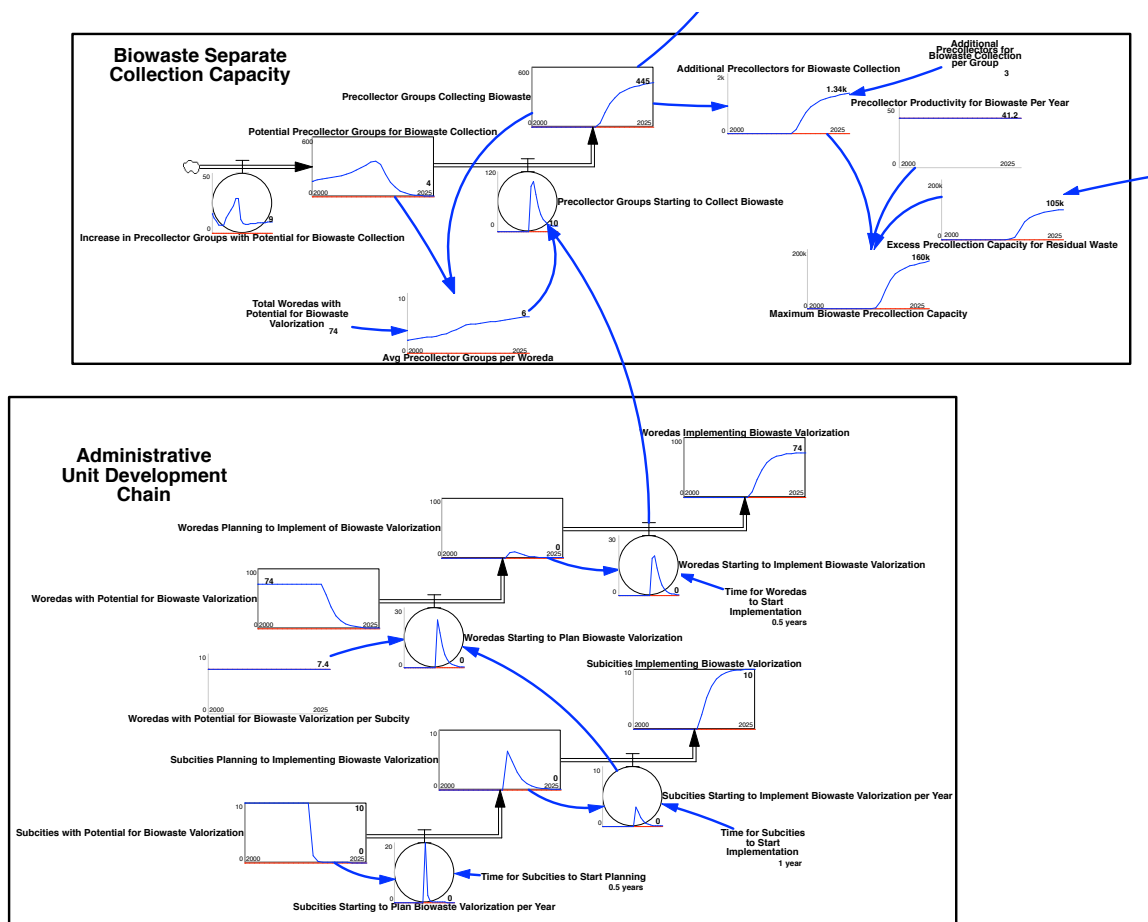 Biowaste Separate
Collection Capacity
Precollector Groups Collecting Biowaste
600
445
0 2000
2025
Additional Precollectors for Biowaste Collection
2k
1.34k
0 2000
2025
Additional
Precollectors for
Biowaste Collection
per Group
3
Precollector Productivity for Biowaste Per Year
50
41.2
0
2000
2025
Potential Precollector Groups for Biowaste Collection
600
4
0 2000
2025
50
9
0
Increase in Precollector Groups with Potential for Biowaste Collection
120
10
0
Precollector Groups Starting to Collect Biowaste
200k
105k
0
2000
2025
Excess Precollection Capacity for Residual Waste
200k
160k
0 2000
2025
Maximum Biowaste Precollection Capacity
Total Woredas with
Potential for Biowaste
Valorization
74
10
6
0
2000
2025
Avg Precollector Groups per Woreda
Administrative
Unit Development
Chain
Woredas Implementing Biowaste Valorization
100
74
0 2000
2025
Woredas Planning to Implement of Biowaste Valorization
100
0
0 2000
2025
30
0
0
Woredas Starting to Implement Biowaste Valorization
Time for Woredas
to Start
Implementation
0.5 years
Woredas with Potential for Biowaste Valorization
100
74
0 2000
2025
30
0
0
Woredas Starting to Plan Biowaste Valorization
10
7.4
0
2000
2025
Woredas with Potential for Biowaste Valorization per Subcity
Subcities Implementing Biowaste Valorization
10
10
0
2000
2025
Subcities Planning to Implementing Biowaste Valorization
10
0
0 2000
2025
10
0
0
Subcities Starting to Implement Biowaste Valorization per Year
Time for Subcities
to Start
Implementation
1 year
Subcities with Potential for Biowaste Valorization
10
10
0
0 2000
2025
20
0
0
Time for Subcities to Start Planning
0.5 years
Subcities Starting to Plan Biowaste Valorization per Year